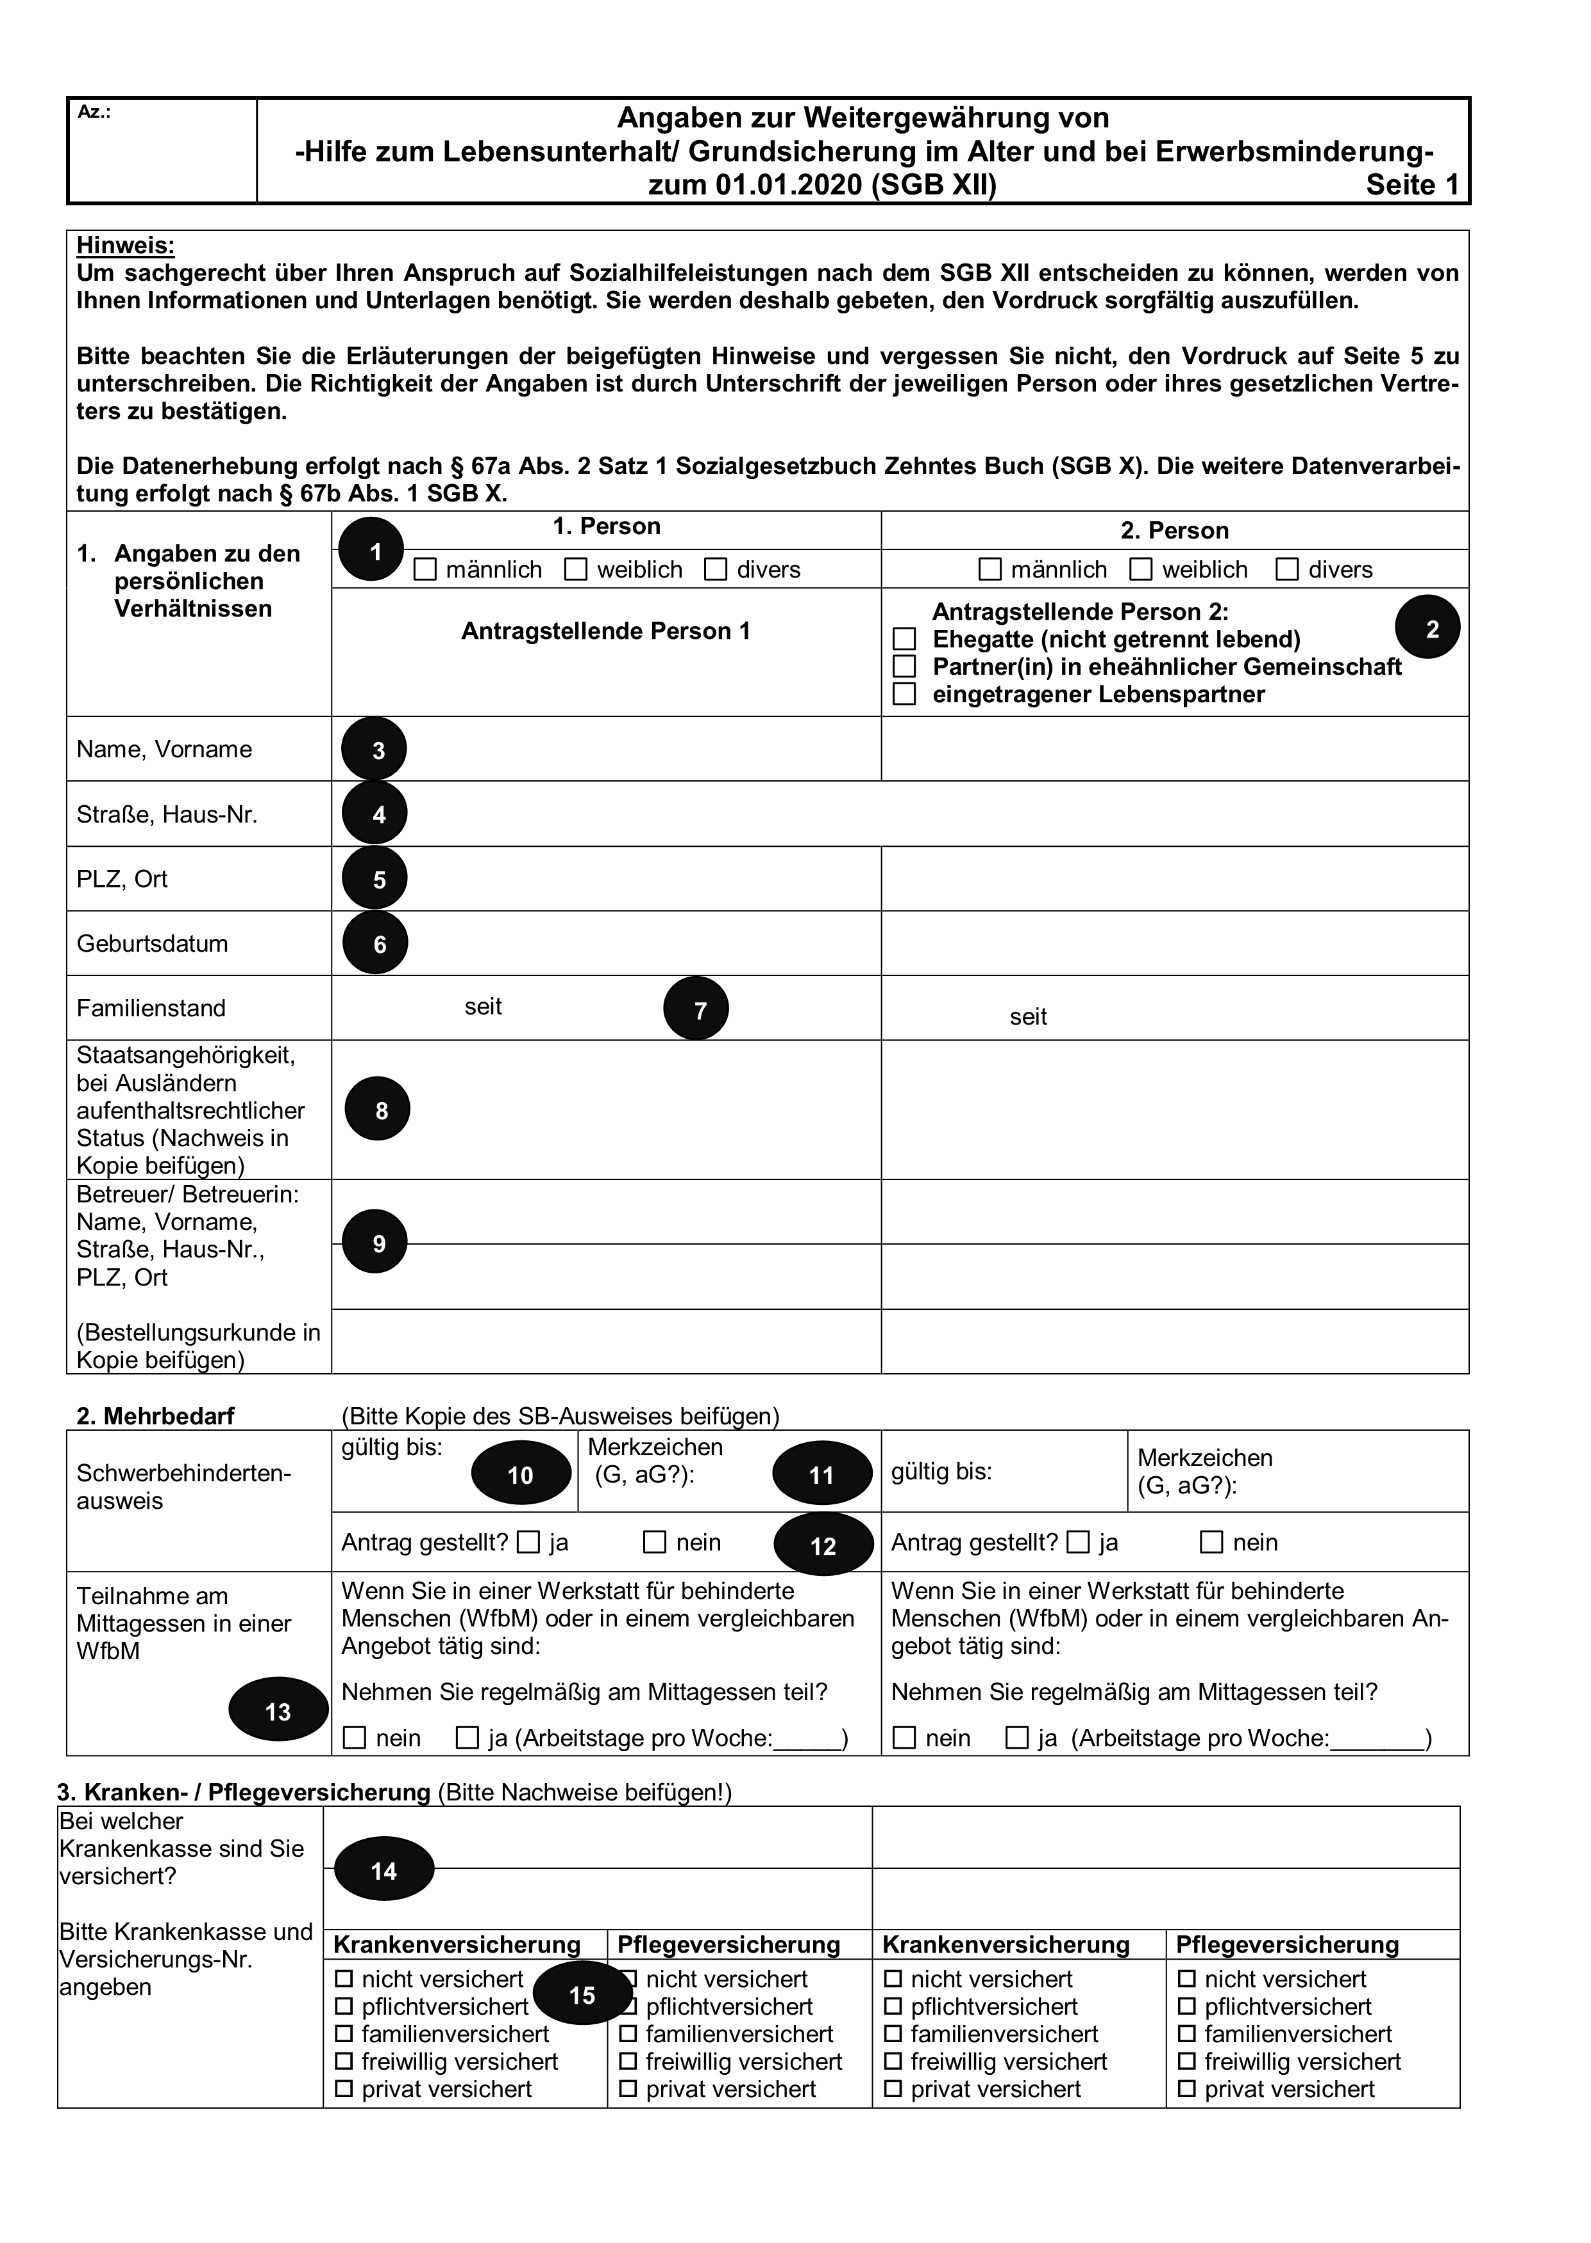 Az.:
Angaben zur Weitergewährung von
-Hilfe zum Lebensunterhalt/ Grundsicherung im Alter und bei Erwerbsminderung-
zum 01.01.2020 (SGB XII) Seite 1
Hinweis:
Um sachgerecht über Ihren Anspruch auf Sozialhilfeleistungen nach dem SGB XII entscheiden zu können, werden von
Ihnen Informationen und Unterlagen benötigt. Sie werden deshalb gebeten, den Vordruck sorgfältig auszufüllen.
Bitte beachten Sie die Erläuterungen der beigefügten Hinweise und vergessen Sie nicht, den Vordruck auf Seite 5 zu
unterschreiben. Die Richtigkeit der Angaben ist durch Unterschrift der jeweiligen Person oder ihres gesetzlichen Vertre-
ters zu bestätigen.
Die Datenerhebung erfolgt nach § 67a Abs. 2 Satz 1 Sozialgesetzbuch Zehntes Buch (SGB X). Die weitere Datenverarbei-
tung erfolgt nach § 67b Abs. 1 SGB X.
1. Angaben zu den
persönlichen
Verhältnissen
1
1. Person
männlich weiblich divers
Antragstellende Person 1
2. Person
männlich weiblich divers
Antragstellende Person 2:
Ehegatte (nicht getrennt lebend)
2
Partner(in) in eheähnlicher Gemeinschaft
eingetragener Lebenspartner
Name, Vorname 3
Straße, Haus-Nr. 4
PLZ, Ort 5
Geburtsdatum 6
Familienstand seit 7 seit
Staatsangehörigkeit,
bei Ausländern
aufenthaltsrechtlicher
Status (Nachweis in
Kopie beifügen)
8
Betreuer/ Betreuerin:
Name, Vorname,
Straße, Haus-Nr.,
PLZ, Ort
(Bestellungsurkunde in
Kopie beifügen)
9
2. Mehrbedarf (Bitte Kopie des SB-Ausweises beifügen)
Schwerbehinderten-
ausweis
gültig bis: 10
Merkzeichen
(G, aG?): 11
gültig bis:
Merkzeichen
(G, aG?):
Antrag gestellt? ja nein 12
Antrag gestellt? ja nein
Teilnahme am
Mittagessen in einer
WfbM
13
Wenn Sie in einer Werkstatt für behinderte
Menschen (WfbM) oder in einem vergleichbaren
Angebot tätig sind:
Nehmen Sie regelmäßig am Mittagessen teil?
nein ja (Arbeitstage pro Woche:_____)
Wenn Sie in einer Werkstatt für behinderte
Menschen (WfbM) oder in einem vergleichbaren An-
gebot tätig sind:
Nehmen Sie regelmäßig am Mittagessen teil?
nein ja (Arbeitstage pro Woche:_______)
3. Kranken- / Pflegeversicherung (Bitte Nachweise beifügen!)
Bei welcher
Krankenkasse sind Sie
versichert?
Bitte Krankenkasse und
Versicherungs-Nr.
angeben
14
Krankenversicherung
nicht versichert
pflichtversichert
familienversichert
freiwillig versichert
privat versichert
15
Pflegeversicherung
nicht versichert
pflichtversichert
familienversichert
freiwillig versichert
privat versichert
Krankenversicherung
nicht versichert
pflichtversichert
familienversichert
freiwillig versichert
privat versichert
Pflegeversicherung
nicht versichert
pflichtversichert
familienversichert
freiwillig versichert
privat versichert